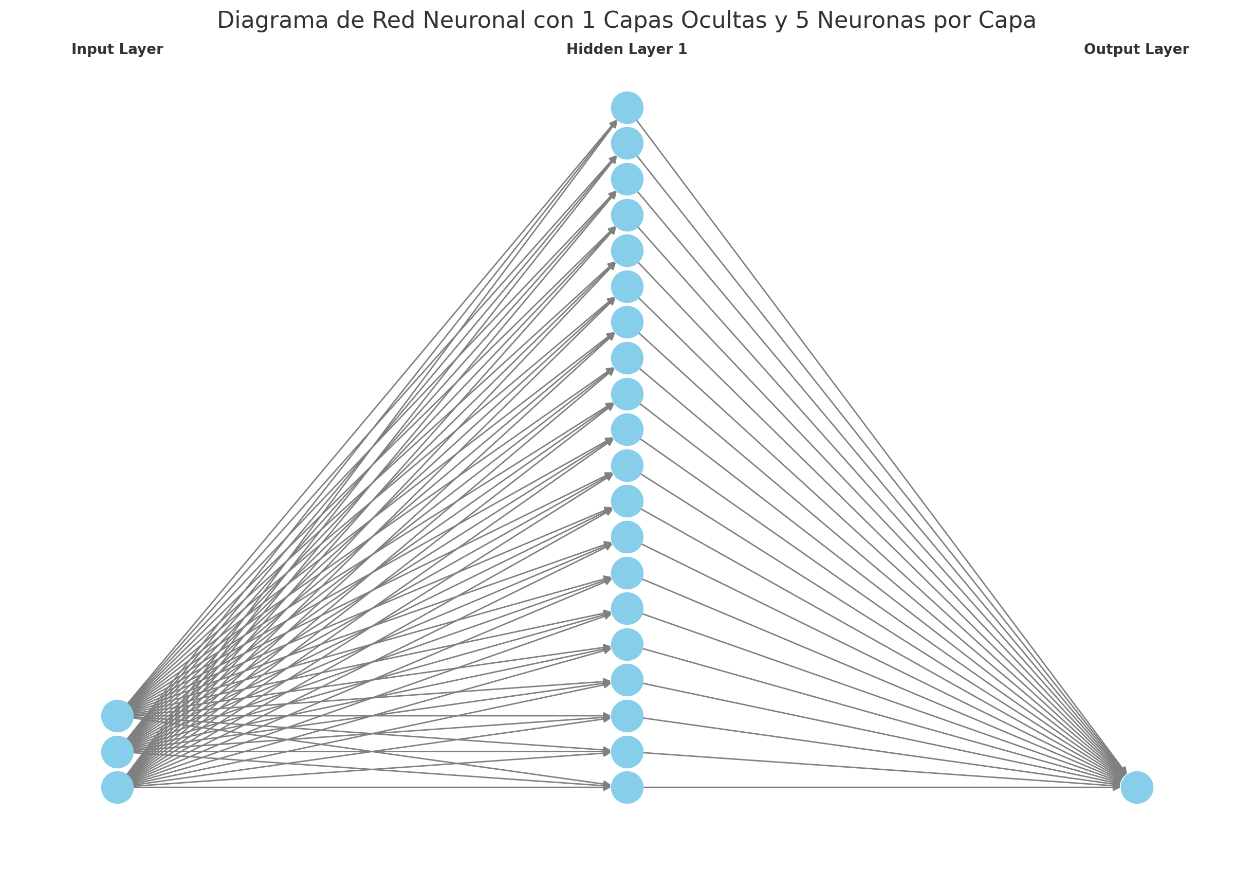 Diagrama de Red Neuronal con 1 Capas Ocultas y 5 Neuronas por Capa
Input Layer
Hidden Layer 1
Output Layer